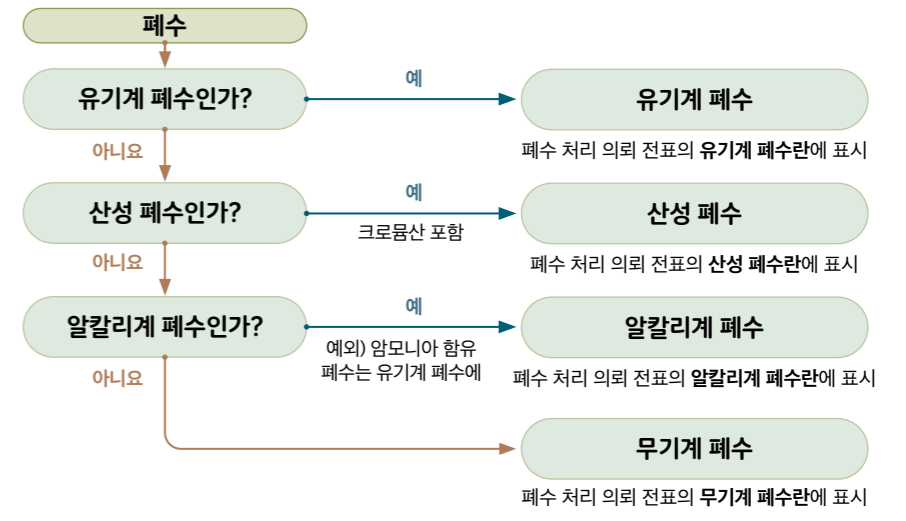 폐수
유기계 폐수인가?
예
유기계 폐수
폐수 처리 의뢰 전표의 유기계 폐수란에 표시
아니요
산성 폐수인가?
예
크로뮴산 포함
산성 폐수
폐수 처리 의뢰 전표의 산성 폐수란에 표시
아니요
알칼리계 폐수인가?
예
예외) 암모니아 함유
폐수는 유기계 폐수에
알칼리계 폐수
폐수 처리 의뢰 전표의 알칼리계 폐수란에 표시
아니요
무기계 폐수
폐수 처리 의뢰 전표의 무기계 폐수란에 표시